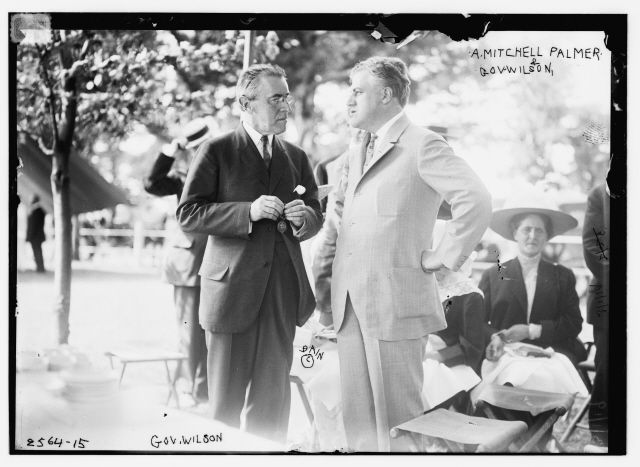 A. MITCHELL PALMER.
&
GOV. WILSON,
BAIN
2564-15
GOV. WILSON